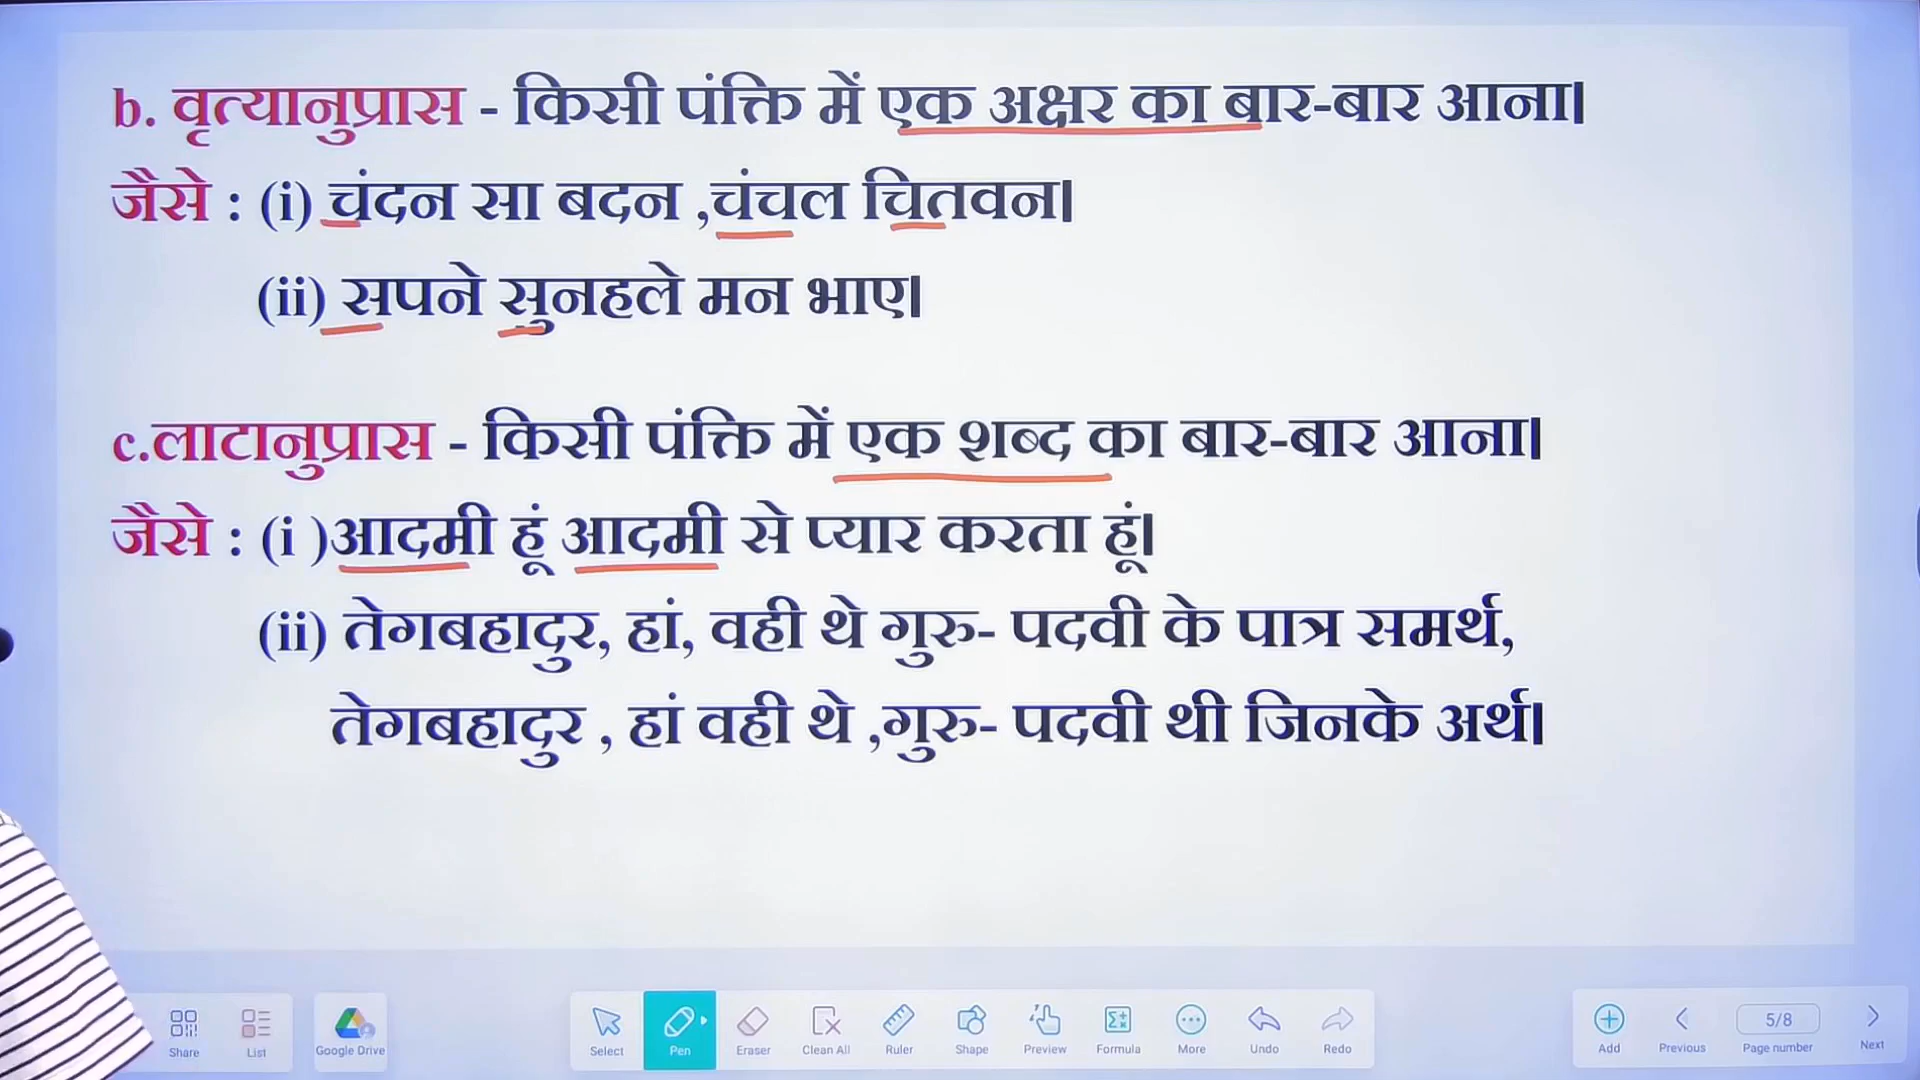 b. वृत्यानुप्रास - किसी पंक्ति में एक अक्षर का बार-बार आना।
जैसे : (i) चंदन सा बदन ,चंचल चितवन।
(ii) सपने सुनहले मन भाए।
c.लाटानुप्रास - किसी पंक्ति में एक शब्द का बार-बार आना।
जैसे : (i )आदमी हूं आदमी से प्यार करता हूं।
(ii) तेगबहादुर, हां, वही थे गुरु- पदवी के पात्र समर्थ,
तेगबहादुर , हां वही थे ,गुरु- पदवी थी जिनके अर्थ।
Share List Google Drive Select Pen Eraser Clean All Ruler Shape Preview Formula More Undo Redo Add Previous 5/8 Page number Next